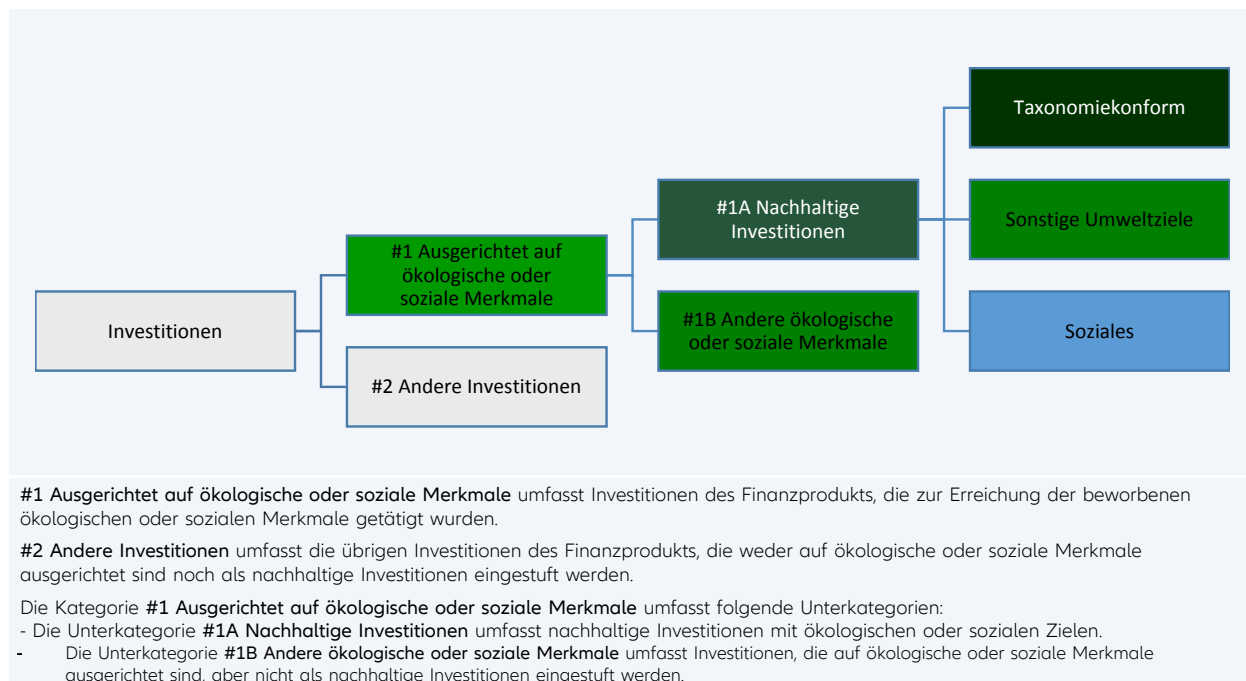 Taxonomiekonform
#1A Nachhaltige
Investitionen
Sonstige Umweltziele
#1 Ausgerichtet auf
ökologische oder
soziale Merkmale
Investitionen
#1B Andere ökologische
oder soziale Merkmale
Soziales
#2 Andere Investitionen
#1 Ausgerichtet auf ökologische oder soziale Merkmale umfasst Investitionen des Finanzprodukts, die zur Erreichung der beworbenen
ökologischen oder sozialen Merkmale getätigt wurden.
#2 Andere Investitionen umfasst die übrigen Investitionen des Finanzprodukts, die weder auf ökologische oder soziale Merkmale
ausgerichtet sind noch als nachhaltige Investitionen eingestuft werden.
Die Kategorie #1 Ausgerichtet auf ökologische oder soziale Merkmale umfasst folgende Unterkategorien:
- Die Unterkategorie #1A Nachhaltige Investitionen umfasst nachhaltige Investitionen mit ökologischen oder sozialen Zielen.
- Die Unterkategorie #1B Andere ökologische oder soziale Merkmale umfasst Investitionen, die auf ökologische oder soziale Merkmale
ausgerichtet sind, aber nicht als nachhaltige Investitionen eingestuft werden.